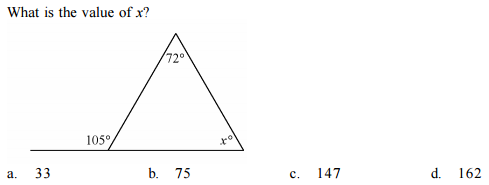 What is the value of x?
72°
105°
x°
a. 33 b. 75 c. 147 d. 162